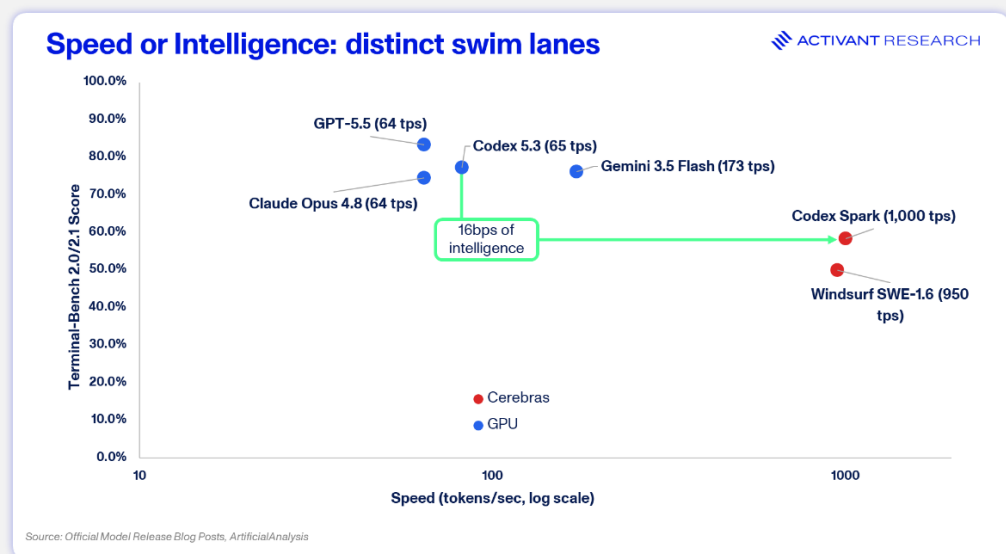 Speed or Intelligence: distinct swim lanes
ACTIVANT RESEARCH
100.0%
90.0%
80.0%
70.0%
60.0%
50.0%
40.0%
30.0%
20.0%
10.0%
0.0%
Terminal-Bench 2.0/2.1 Score
GPT-5.5 (64 tps)
Codex 5.3 (65 tps)
Gemini 3.5 Flash (173 tps)
Claude Opus 4.8 (64 tps)
Codex Spark (1,000 tps)
16bps of
intelligence
Windsurf SWE-1.6 (950
tps)
Cerebras
GPU
10
100
1000
Speed (tokens/sec, log scale)
Source: Official Model Release Blog Posts, ArtificialAnalysis